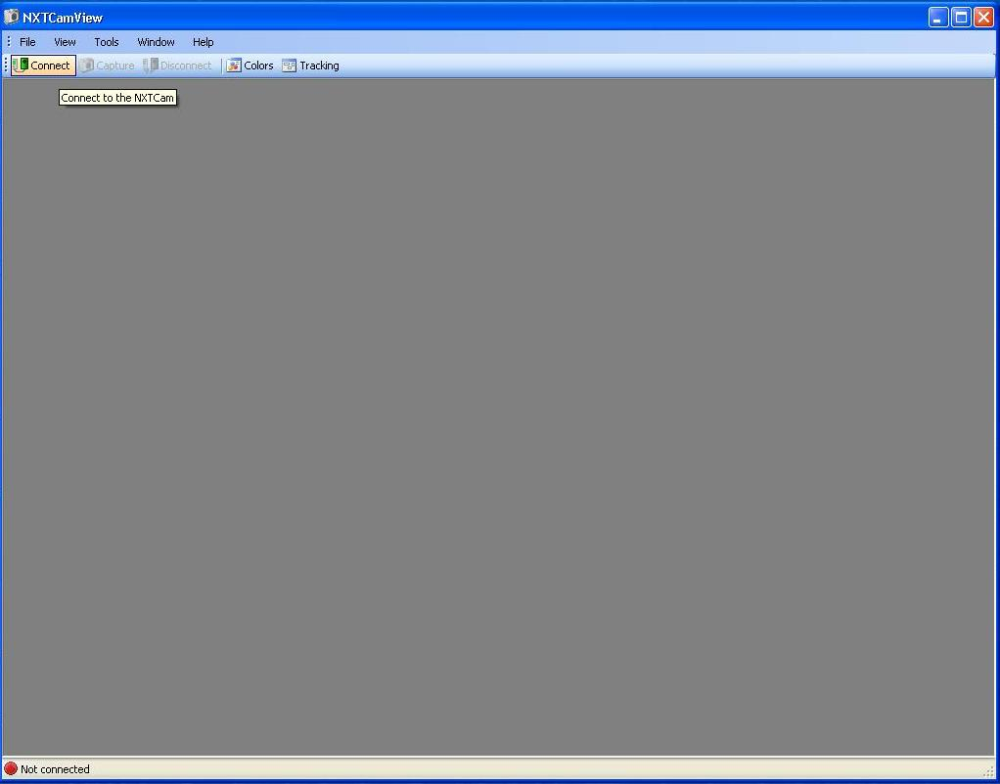 NXTCamView
File View Tools Window Help
Connect Capture Disconnect Colors Tracking
Connect to the NXTCam
Not connected